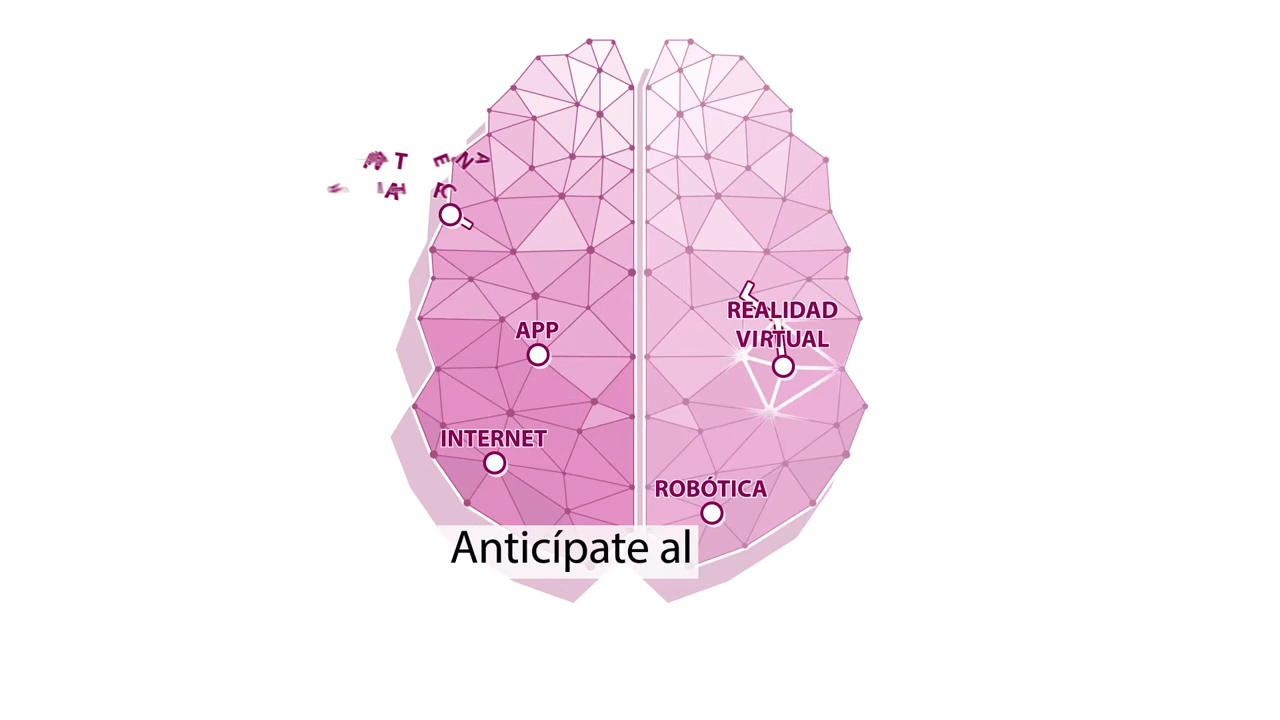 APP
REALIDAD
VIRTUAL
INTERNET
ROBÓTICA
Anticípate al